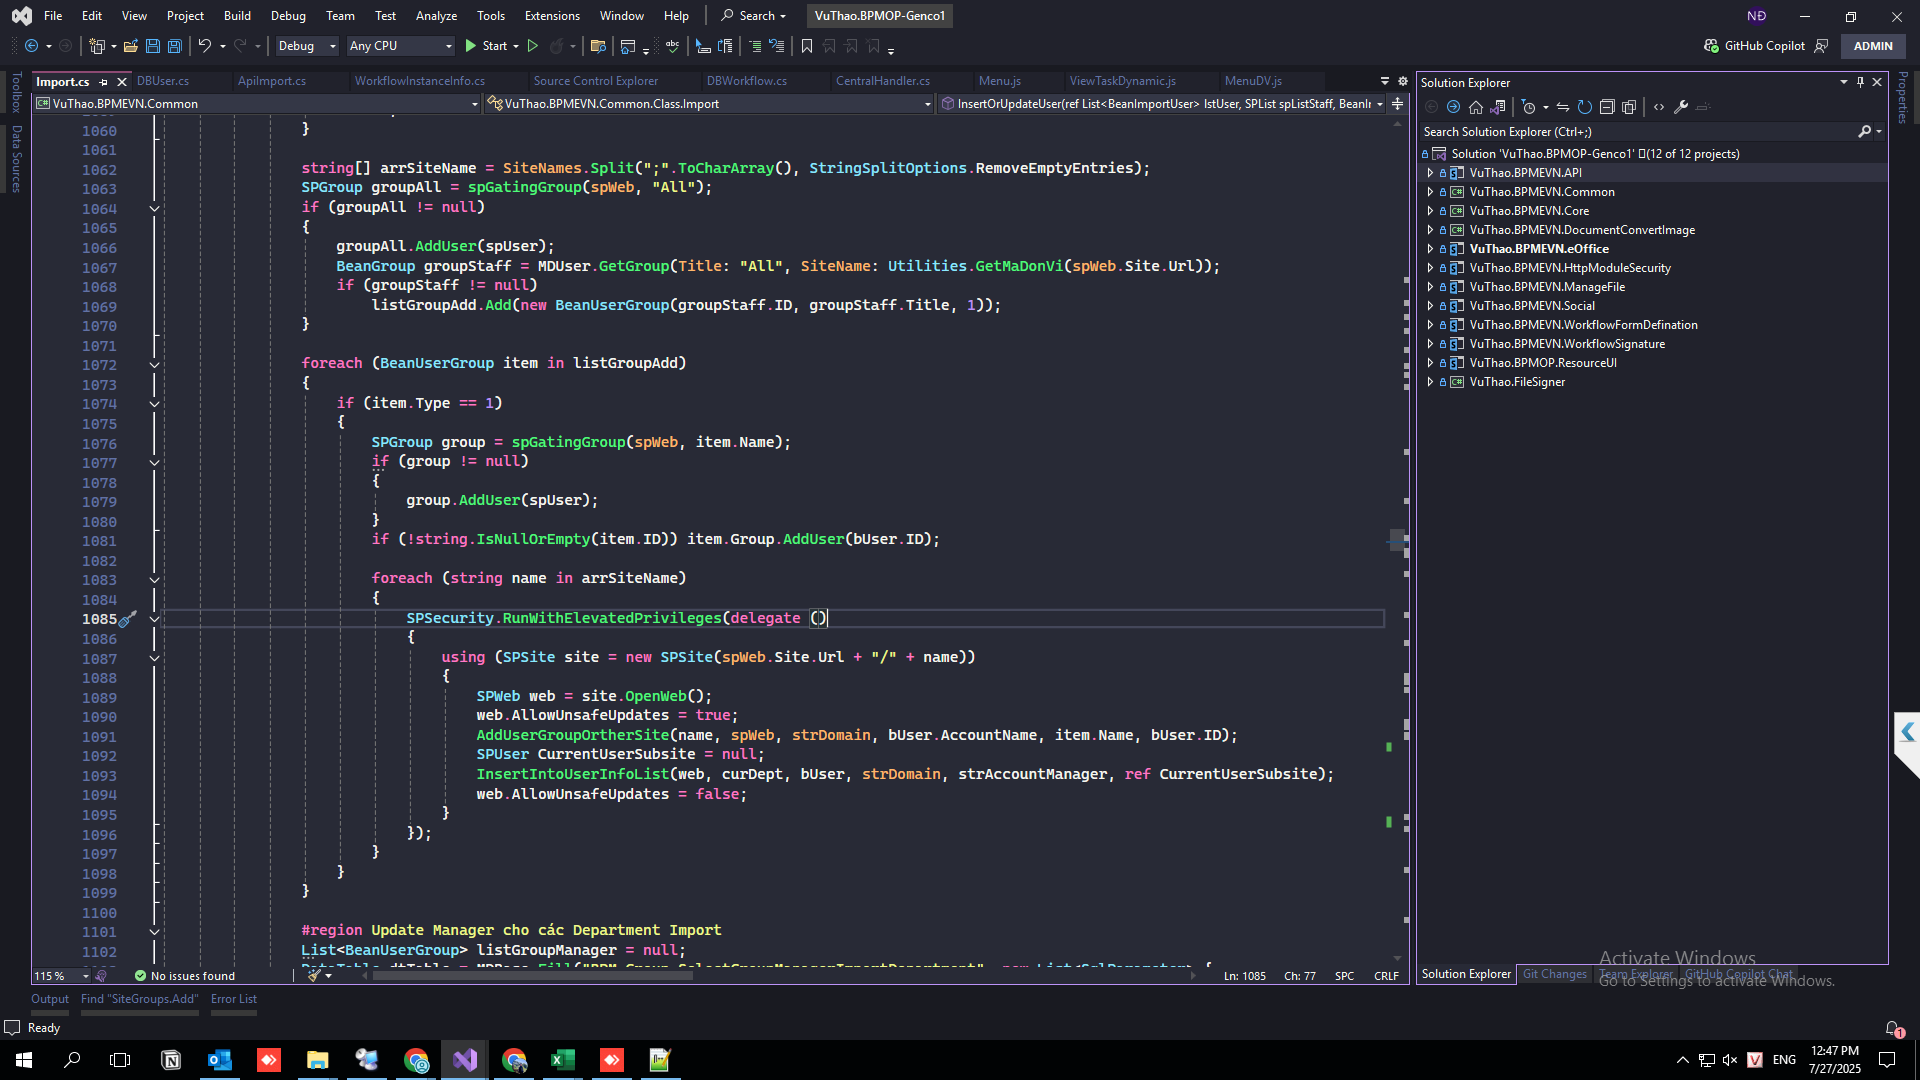 File Edit View Project Build Debug Team Test Analyze Tools Extensions Window Help Search VuThao.BPMOP-Genco1 NĐ
Debug Any CPU Start GitHub Copilot ADMIN
Import.cs DBUser.cs ApiImport.cs WorkflowInstanceInfo.cs Source Control Explorer DBWorkflow.cs CentralHandler.cs Menu.js ViewTaskDynamic.js MenuDV.js
VuThao.BPMEVN.Common VuThao.BPMEVN.Common.Class.Import InsertOrUpdateUser(ref List<BeanImportUser> lstUser, SPList spListStaff, BeanIr
Toolbox
Data Sources
1060 }
1061
1062 string[] arrSiteName = SiteNames.Split(";".ToCharArray(), StringSplitOptions.RemoveEmptyEntries);
1063 SPGroup groupAll = spGatingGroup(spWeb, "All");
1064 if (groupAll != null)
1065 {
1066 groupAll.AddUser(spUser);
1067 BeanGroup groupStaff = MDUser.GetGroup(Title: "All", SiteName: Utilities.GetMaDonVi(spWeb.Site.Url));
1068 if (groupStaff != null)
1069 listGroupAdd.Add(new BeanUserGroup(groupStaff.ID, groupStaff.Title, 1));
1070 }
1071
1072 foreach (BeanUserGroup item in listGroupAdd)
1073 {
1074 if (item.Type == 1)
1075 {
1076 SPGroup group = spGatingGroup(spWeb, item.Name);
1077 if (group != null)
1078 {
1079 group.AddUser(spUser);
1080 }
1081 if (!string.IsNullOrEmpty(item.ID)) item.Group.AddUser(bUser.ID);
1082
1083 foreach (string name in arrSiteName)
1084 {
1085 SPSecurity.RunWithElevatedPrivileges(delegate ()
1086 {
1087 using (SPSite site = new SPSite(spWeb.Site.Url + "/" + name))
1088 {
1089 SPWeb web = site.OpenWeb();
1090 web.AllowUnsafeUpdates = true;
1091 AddUserGroupOrtherSite(name, spWeb, strDomain, bUser.AccountName, item.Name, bUser.ID);
1092 SPUser CurrentUserSubsite = null;
1093 InsertIntoUserInfoList(web, curDept, bUser, strDomain, strAccountManager, ref CurrentUserSubsite);
1094 web.AllowUnsafeUpdates = false;
1095 }
1096 });
1097 }
1098 }
1099 }
1100
1101 #region Update Manager cho các Department Import
1102 List<BeanUserGroup> listGroupManager = null;
115 % No issues found Ln: 1085 Ch: 77 SPC CRLF
Output Find "SiteGroups.Add" Error List
Ready
Solution Explorer
Search Solution Explorer (Ctrl+;)
Solution 'VuThao.BPMOP-Genco1' (12 of 12 projects)
VuThao.BPMEVN.API
VuThao.BPMEVN.Common
VuThao.BPMEVN.Core
VuThao.BPMEVN.DocumentConvertImage
VuThao.BPMEVN.eOffice
VuThao.BPMEVN.HttpModuleSecurity
VuThao.BPMEVN.ManageFile
VuThao.BPMEVN.Social
VuThao.BPMEVN.WorkflowFormDefination
VuThao.BPMEVN.WorkflowSignature
VuThao.BPMOP.ResourceUI
VuThao.FileSigner
Properties
Solution Explorer Git Changes Team Explorer GitHub Copilot Chat
Activate Windows
Go to Settings to activate Windows.
1
ENG
12:47 PM
7/27/2025